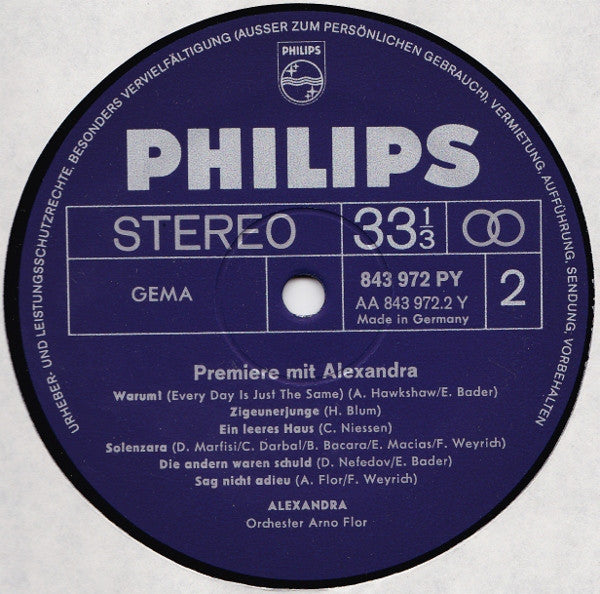 URHEBER- UND LEISTUNGSSCHUTZRECHTE, BESONDERS VERVIELFÄLTIGUNG (AUSSER ZUM PERSÖNLICHEN GEBRAUCH), VERMIETUNG, AUFFÜHRUNG, SENDUNG, VORBEHALTEN
PHILIPS
PHILIPS
STEREO
33 1/3
GEMA
843 972 PY
AA 843 972.2 Y
Made in Germany
2
Premiere mit Alexandra
Warum! (Every Day Is Just The Same) (A. Hawkshaw/E. Bader)
Zigeunerjunge (H. Blum)
Ein leeres Haus (C. Niessen)
Solenzara (D. Marfisi/C. Darbal/B. Bacara/E. Macias/F. Weyrich)
Die andern waren schuld (D. Nefedov/E. Bader)
Sag nicht adieu (A. Flor/F. Weyrich)
ALEXANDRA
Orchester Arno Flor